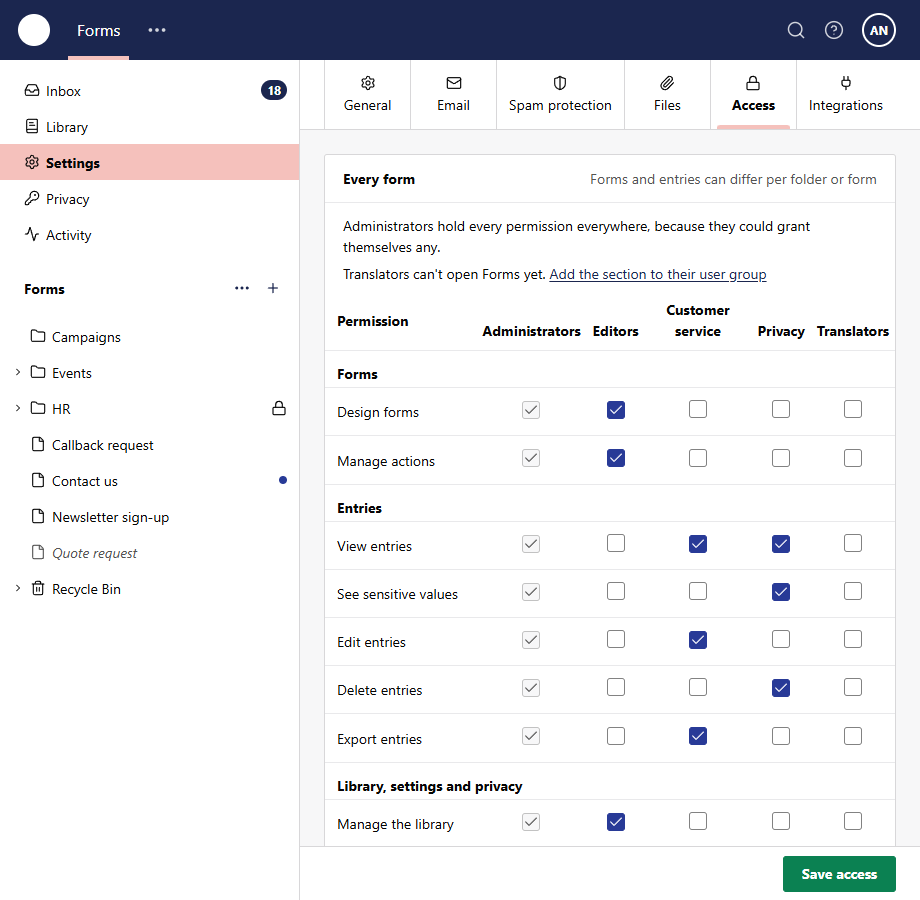 Forms
AN
Inbox
18
Library
Settings
Privacy
Activity
Forms
Campaigns
Events
HR
Callback request
Contact us
Newsletter sign-up
Quote request
Recycle Bin
General
Email
Spam protection
Files
Access
Integrations
Every form
Forms and entries can differ per folder or form
Administrators hold every permission everywhere, because they could grant
themselves any.
Translators can't open Forms yet. Add the section to their user group
Permission
Administrators
Editors
Customer
service
Privacy
Translators
Forms
Design forms
Manage actions
Entries
View entries
See sensitive values
Edit entries
Delete entries
Export entries
Library, settings and privacy
Manage the library
Save access